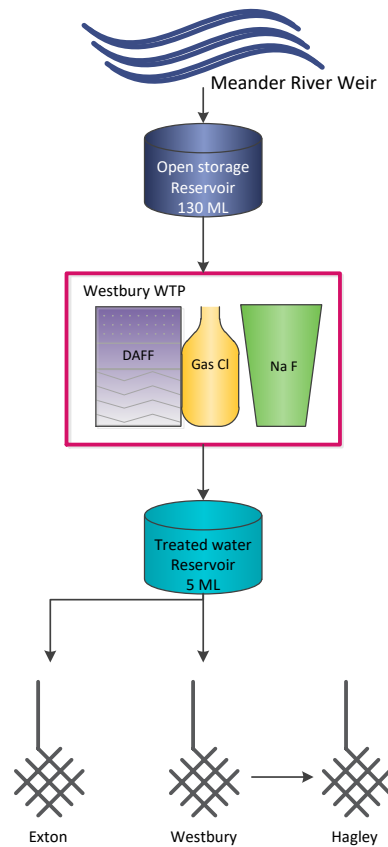 Meander River Weir
Open storage
Reservoir
130 ML
Westbury WTP
DAFF
Gas Cl
Na F
Treated water
Reservoir
5 ML
Exton
Westbury
Hagley